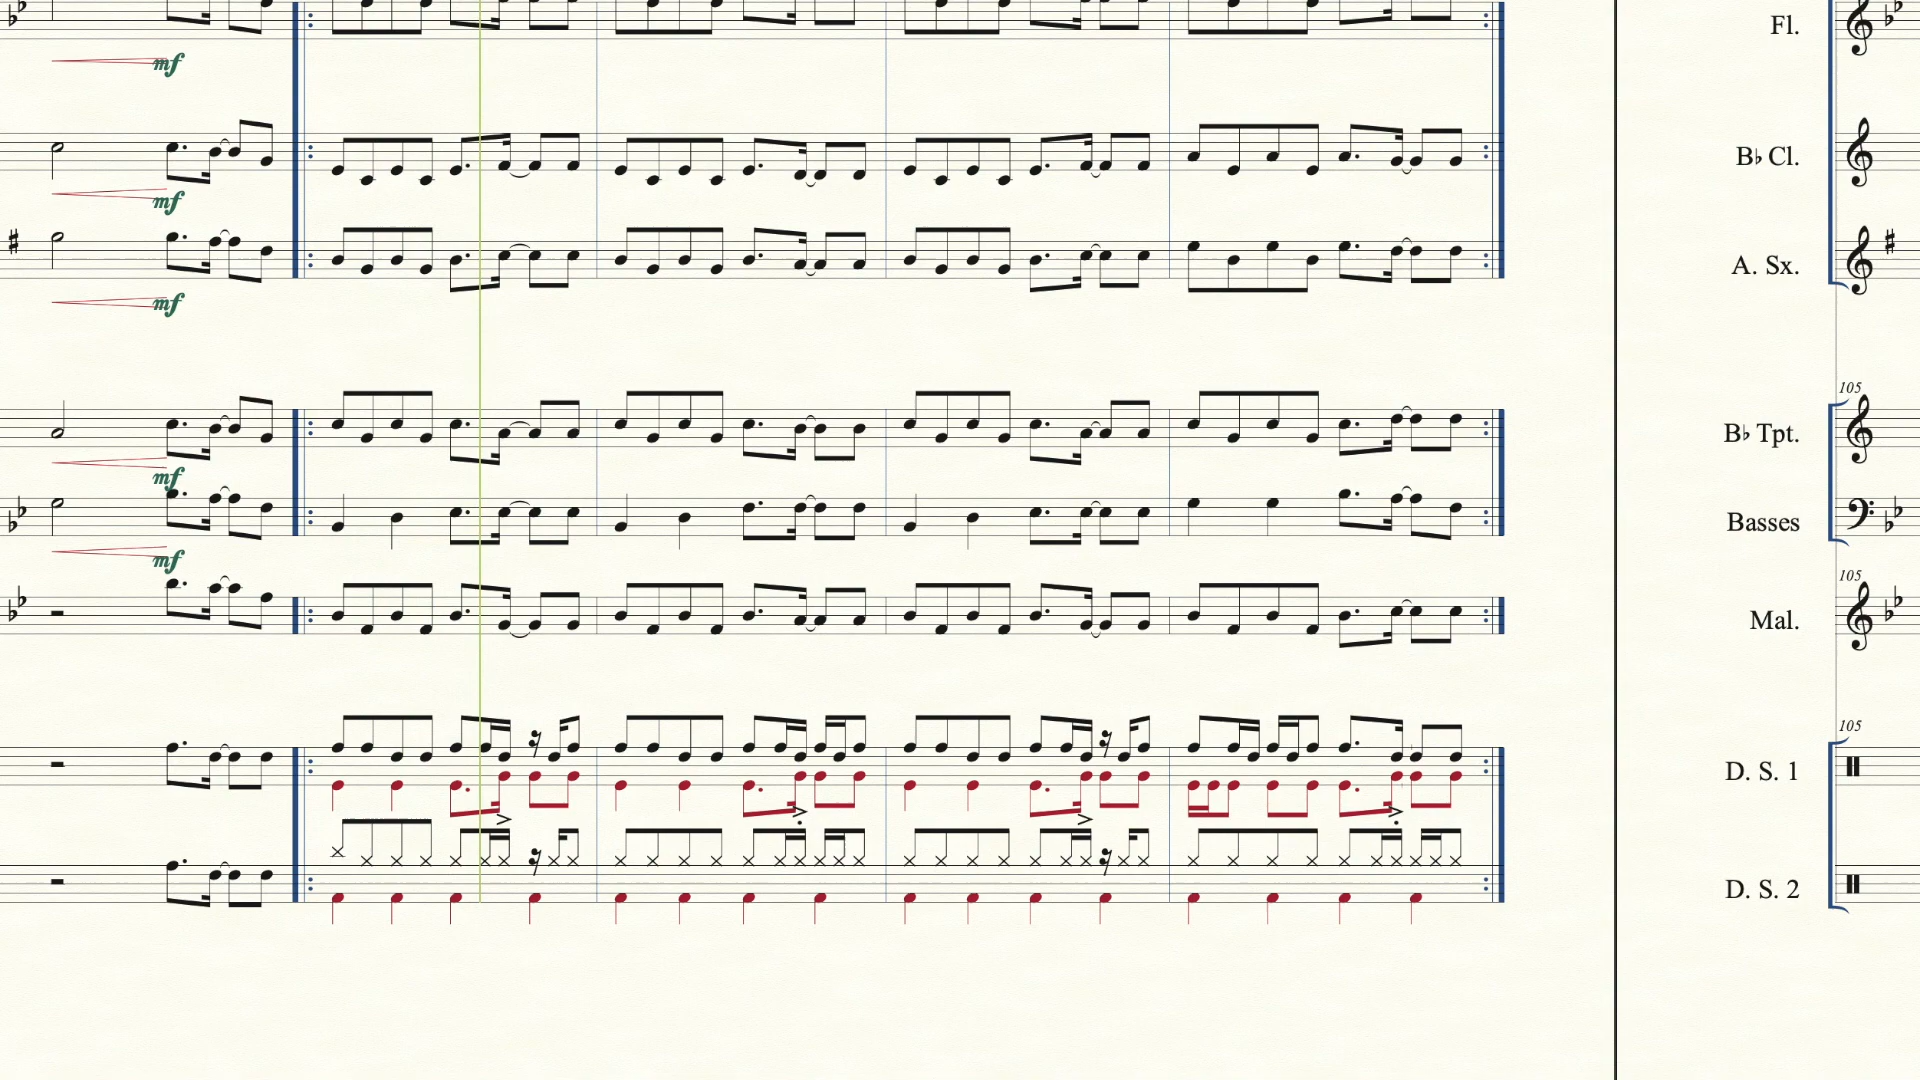 Fl.
mf
B♭ Cl.
mf
A. Sx.
mf
105
B♭ Tpt.
mf
Basses
mf
105
Mal.
105
D. S. 1
D. S. 2